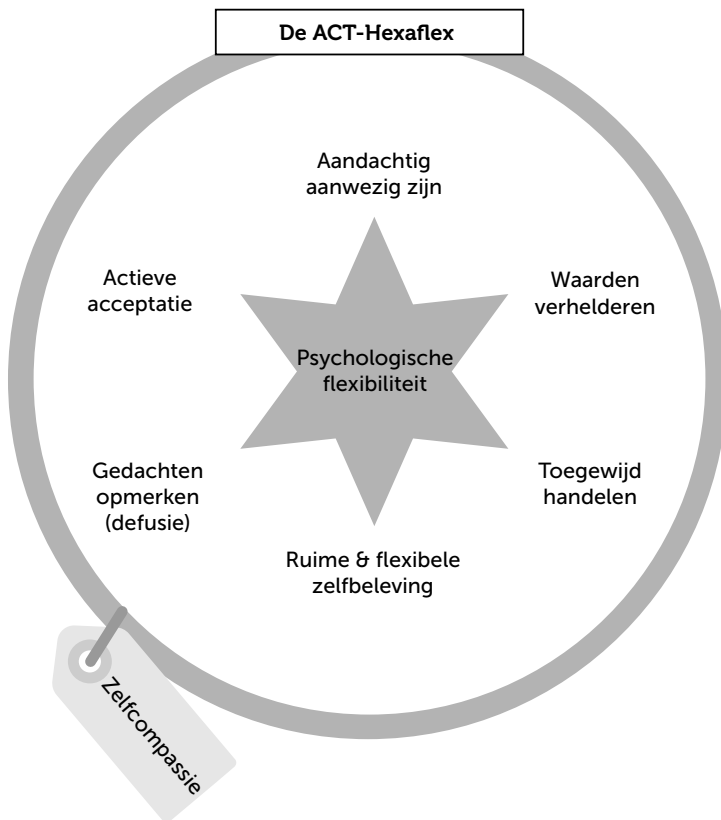 De ACT-Hexaflex
Aandachtig
aanwezig zijn
Actieve
acceptatie
Waarden
verhelderen
Psychologische
flexibiliteit
Gedachten
opmerken
(defusie)
Toegewijd
handelen
Ruime & flexibele
zelfbeleving
Zelfcompassie